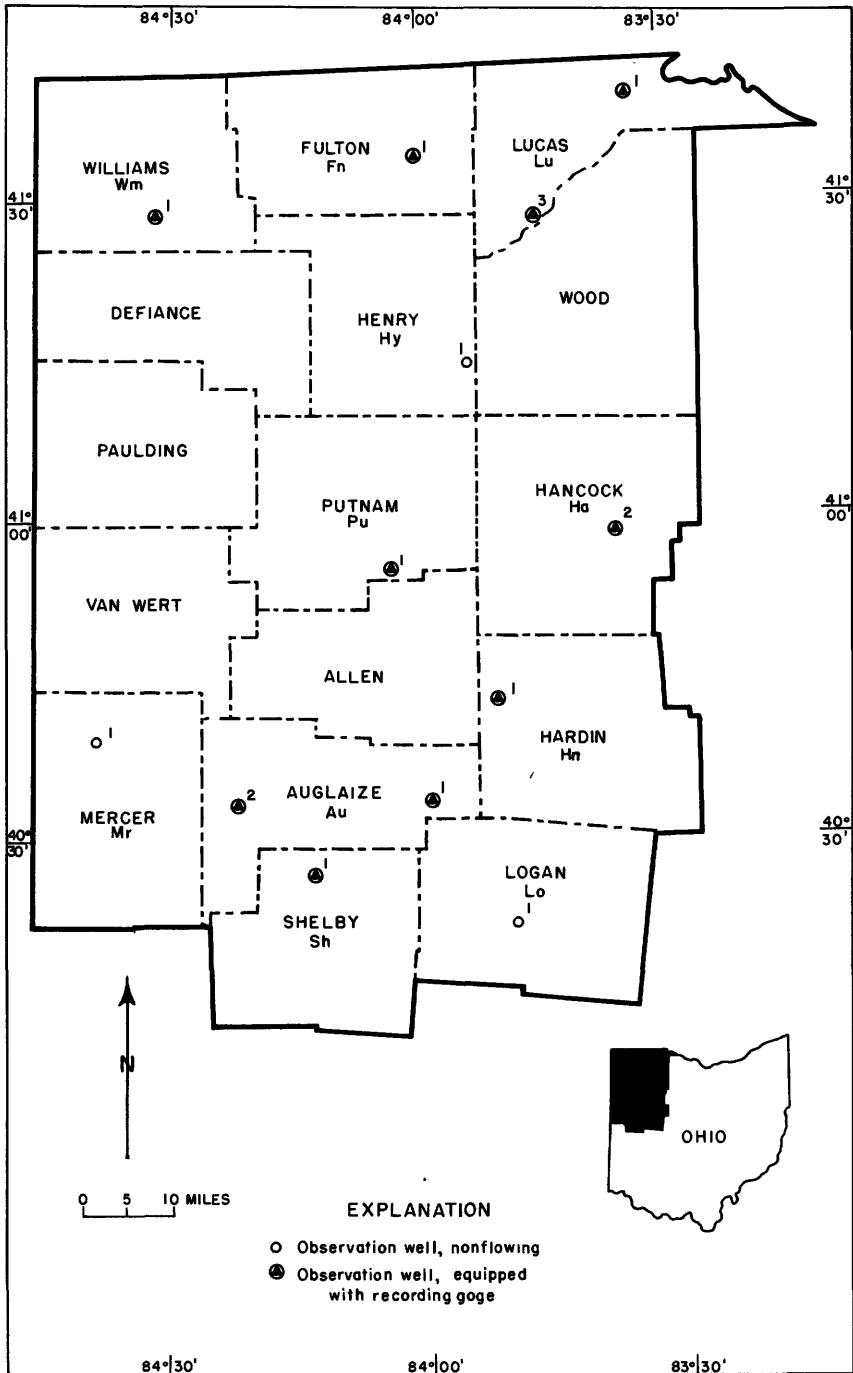 84°30'
84°00'
83°30'
WILLIAMS
Wm
1
FULTON
Fn
1
LUCAS
Lu
1
3
41°
30'
41°
30'
DEFIANCE
HENRY
Hy
1
WOOD
PAULDING
PUTNAM
Pu
1
HANCOCK
Ha
2
41°
00'
41°
00'
VAN WERT
ALLEN
HARDIN
Hn
1
MERCER
Mr
1
AUGLAIZE
Au
2
1
40°
30'
40°
30'
SHELBY
Sh
1
LOGAN
Lo
1
N
OHIO
0 5 10 MILES
EXPLANATION
Observation well, nonflowing
Observation well, equipped
with recording goge
84°30'
84°00'
83°30'